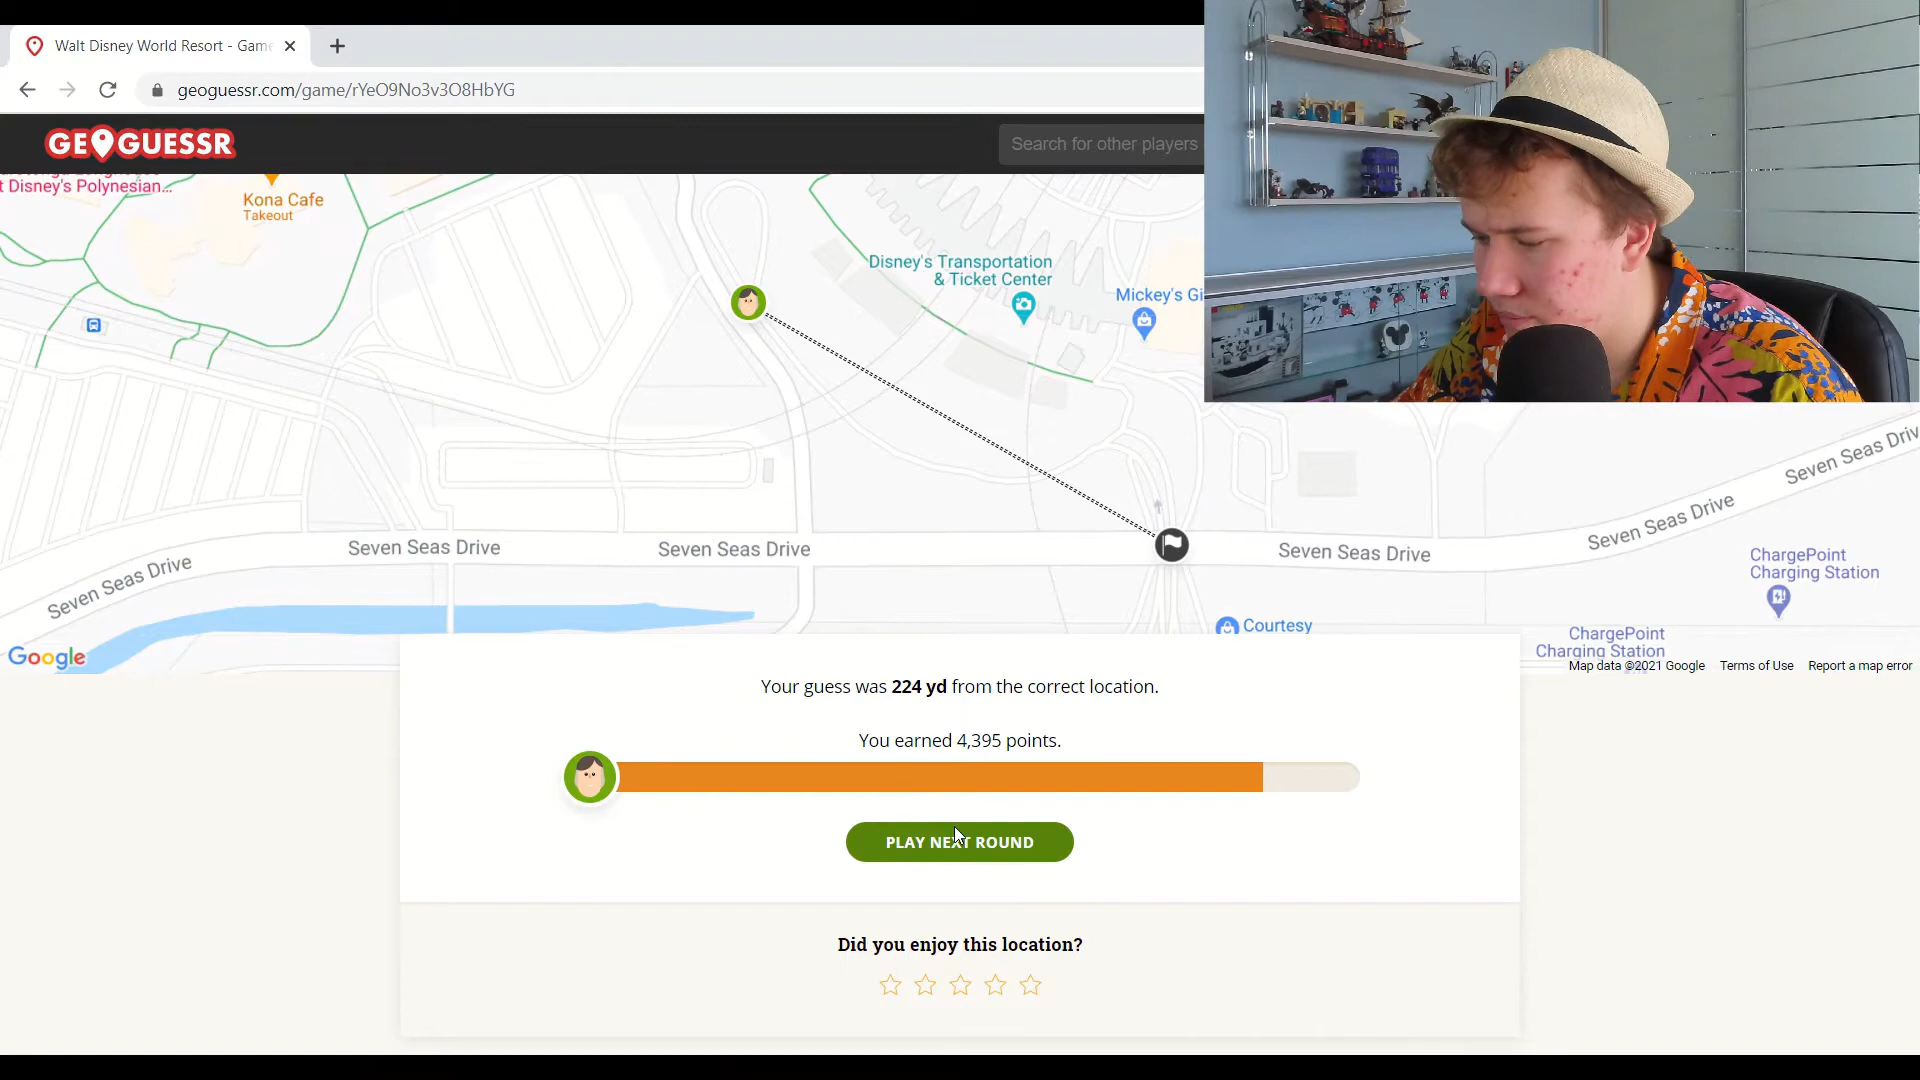 Walt Disney World Resort - Game
geoguessr.com/game/rYeO9No3v3O8HbYG
GEOGUESSR
Search for other players
t Disney's Polynesian...
Kona Cafe
Takeout
Disney's Transportation
& Ticket Center
Mickey's Gi
Seven Seas Drive
Seven Seas Drive
Seven Seas Drive
Seven Seas Drive
Seven Seas Drive
Seven Seas Driv
ChargePoint
Charging Station
Courtesy
ChargePoint
Charging Station
Google
Map data ©2021 Google
Terms of Use
Report a map error
Your guess was 224 yd from the correct location.
You earned 4,395 points.
PLAY NEXT ROUND
Did you enjoy this location?